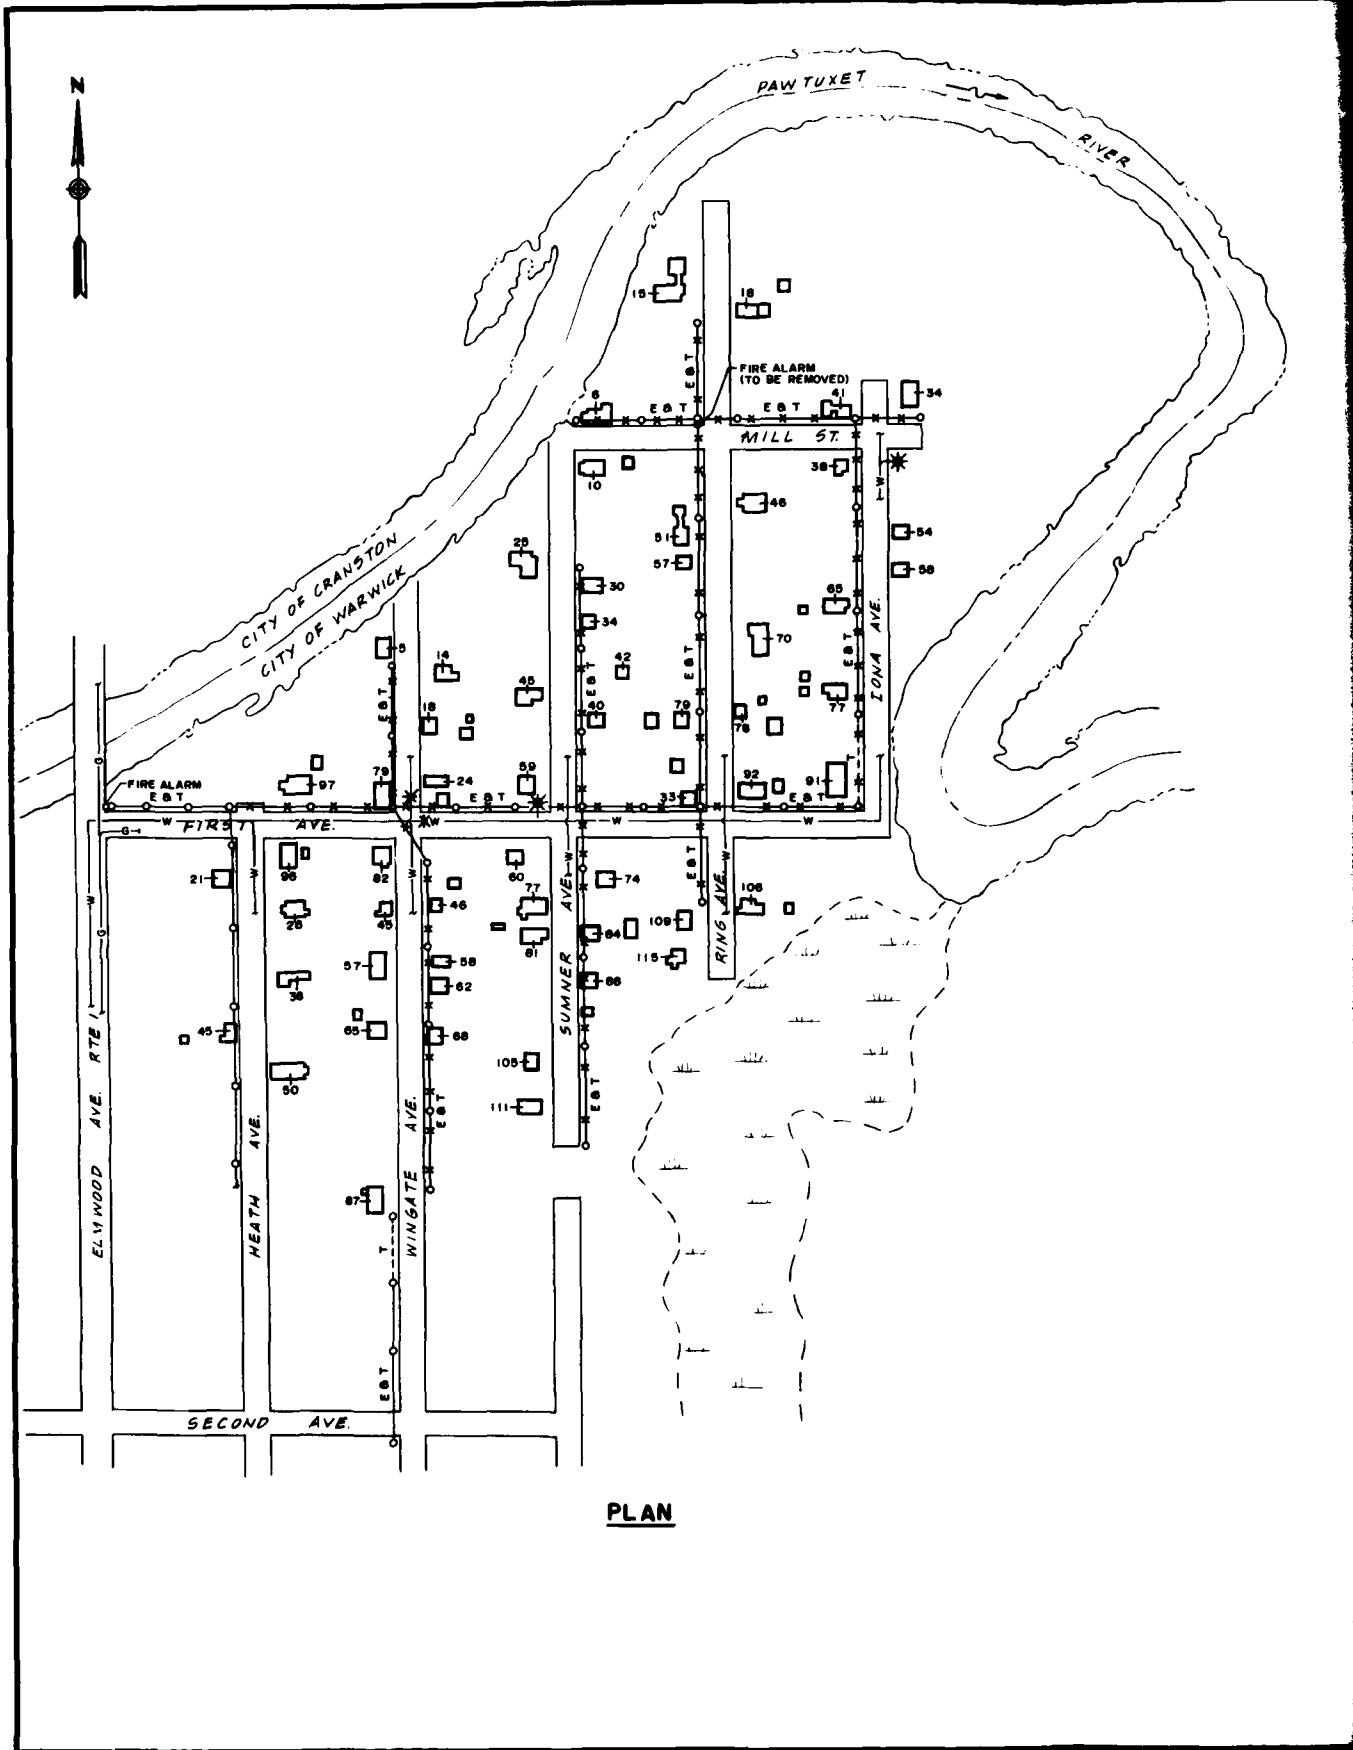 N
PAWTUXET
RIVER
15
18
FIRE ALARM
(TO BE REMOVED)
E&T
6
E&T
E&T
41
34
MILL ST.
10
38
W
46
25
51
57
54
58
CITY OF CRANSTON
CITY OF WARWICK
30
34
65
IONA AVE.
5
14
42
E&T
E&T
70
E&T
45
E&T
18
40
79
78
77
G
T
FIRE ALARM
97
79
24
59
33
92
91
E&T
E&T
E&T
FIRST AVE.
W
W
W
G
21
96
82
60
77
74
E&T
106
W
W
W
W
W
G
26
45
46
84
109
57
58
81
115
RING AVE.
36
62
86
SUMNER AVE.
45
65
68
50
105
111
E&T
E&T
ELMWOOD AVE. RTE 1
HEATH AVE.
WINGATE AVE.
87
T
E&T
SECOND AVE.
PLAN